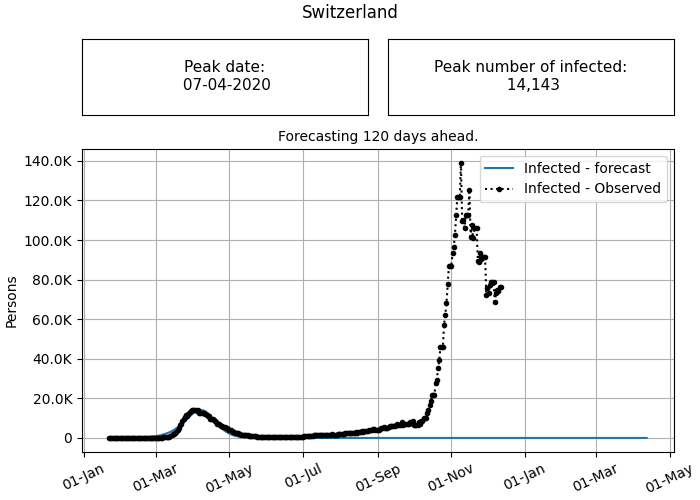 Switzerland
Peak date:
07-04-2020
Peak number of infected:
14,143
Forecasting 120 days ahead.
140.0K
120.0K
100.0K
80.0K
60.0K
40.0K
20.0K
0
Persons
Infected - forecast
Infected - Observed
01-Jan
01-Mar
01-May
01-Jul
01-Sep
01-Nov
01-Jan
01-Mar
01-May